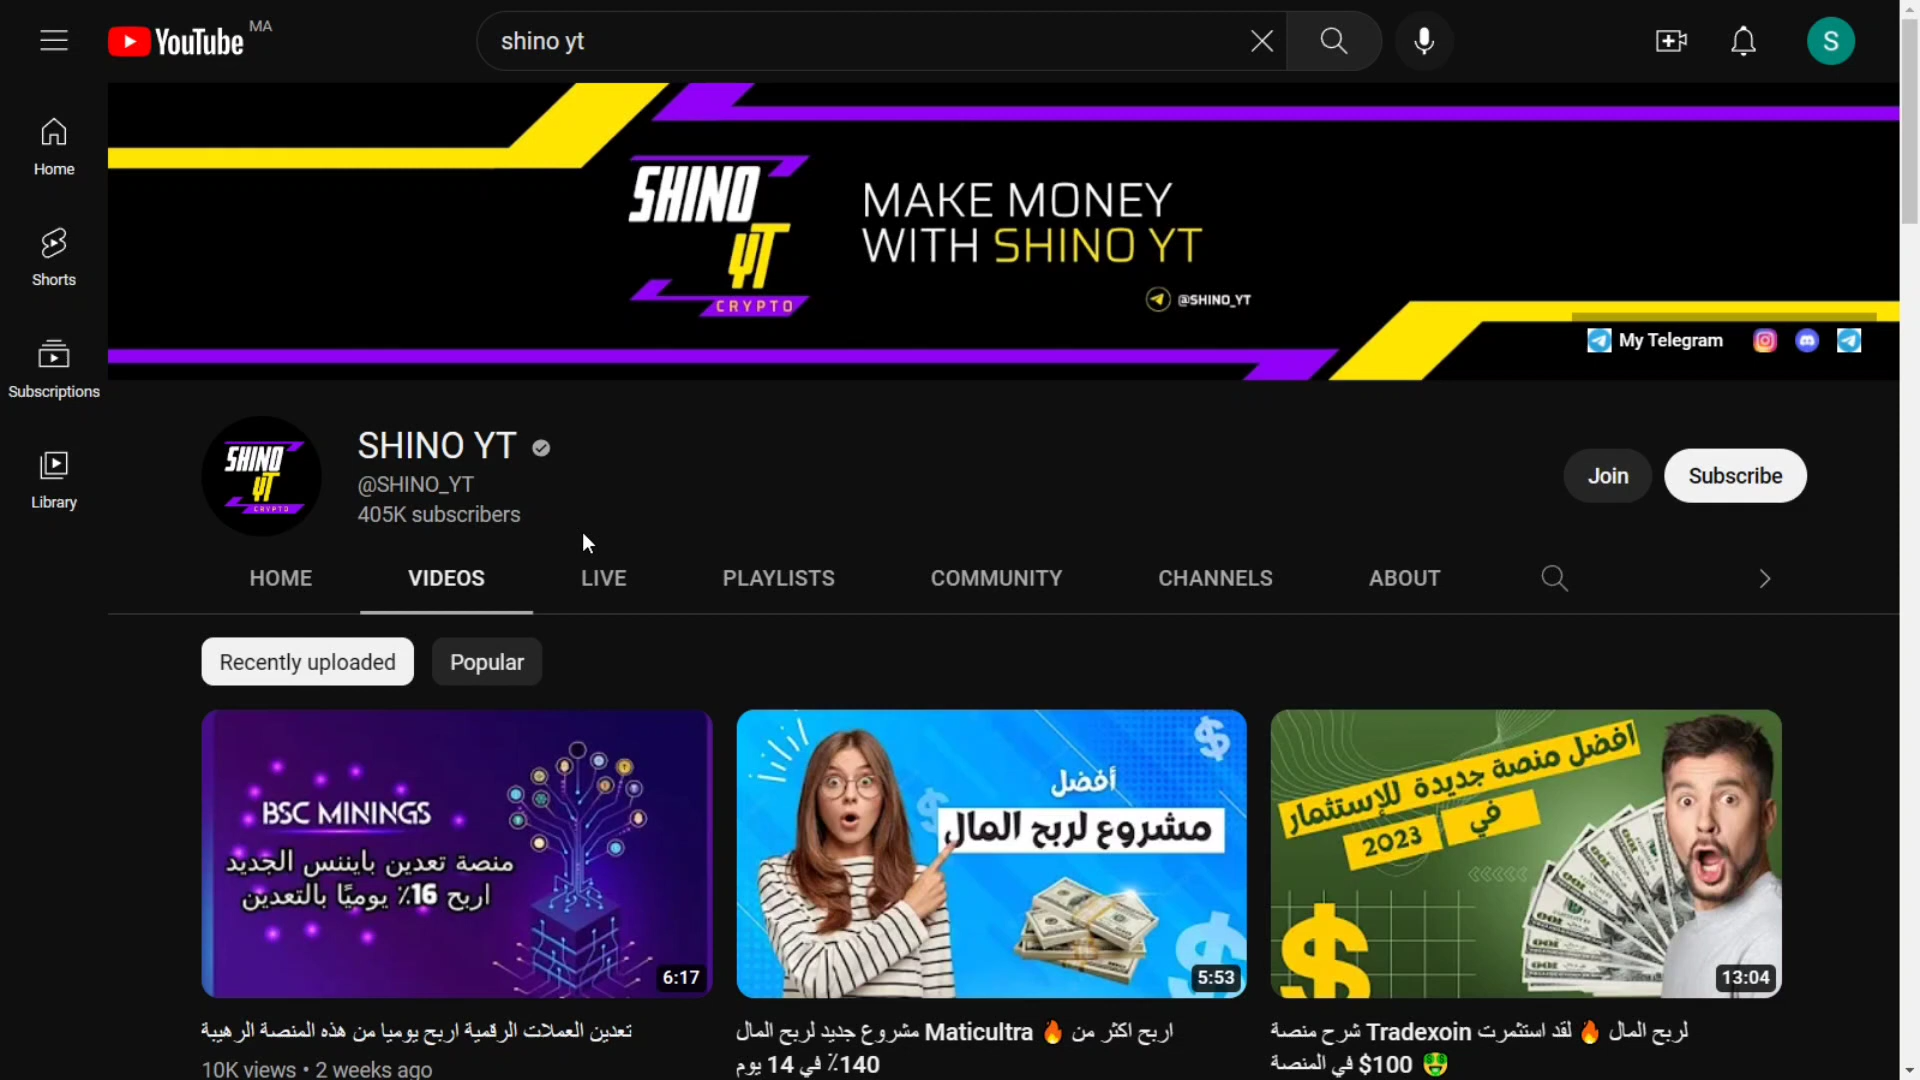 YouTube MA
shino yt
S
Home
Shorts
Subscriptions
Library
SHINO
YT
CRYPTO
MAKE MONEY
WITH SHINO YT
@SHINO_YT
My Telegram
SHINO
YT
CRYPTO
SHINO YT
@SHINO_YT
405K subscribers
Join
Subscribe
HOME
VIDEOS
LIVE
PLAYLISTS
COMMUNITY
CHANNELS
ABOUT
Recently uploaded
Popular
BSC MININGS
منصة تعدين بايننس الجديد
اربح 16٪ يوميًا بالتعدين
6:17
أفضل
مشروع لربح المال
5:53
افضل منصة جديدة للإستثمار
في 2023
13:04
تعدين العملات الرقمية اربح يوميا من هذه المنصة الرهيبة
10K views • 2 weeks ago
اربح اكثر من 🔥 Maticultra مشروع جديد لربح المال
140٪ في 14 يوم
لربح المال 🔥 لقد استثمرت Tradexoin شرح منصة
🤑 $100 في المنصة